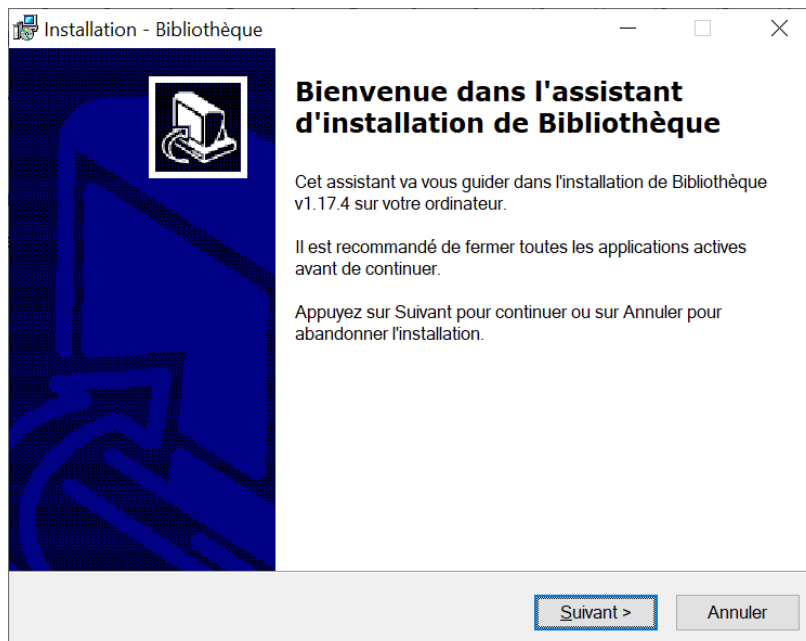 Installation - Bibliothèque
Bienvenue dans l'assistant
d'installation de Bibliothèque
Cet assistant va vous guider dans l'installation de Bibliothèque
v1.17.4 sur votre ordinateur.
Il est recommandé de fermer toutes les applications actives
avant de continuer.
Appuyez sur Suivant pour continuer ou sur Annuler pour
abandonner l'installation.
Suivant >
Annuler